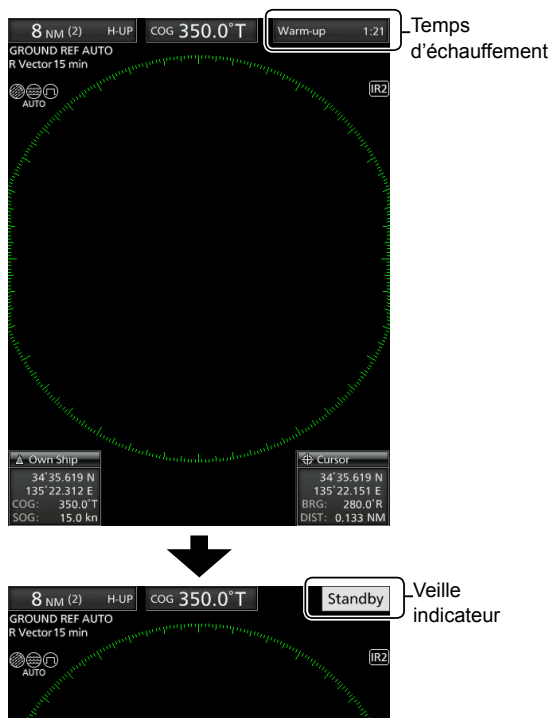 8 NM (2) H-UP COG 350.0°T Warm-up 1:21
Temps
d'échauffement
GROUND REF AUTO
R Vector 15 min
IR2
AUTO
Own Ship
34°35.619 N
135°22.312 E
COG: 350.0°T
SOG: 15.0 kn
Cursor
34°35.619 N
135°22.151 E
BRG: 280.0°R
DIST: 0.133 NM
8 NM (2) H-UP COG 350.0°T Standby
Veille
indicateur
GROUND REF AUTO
R Vector 15 min
IR2
AUTO